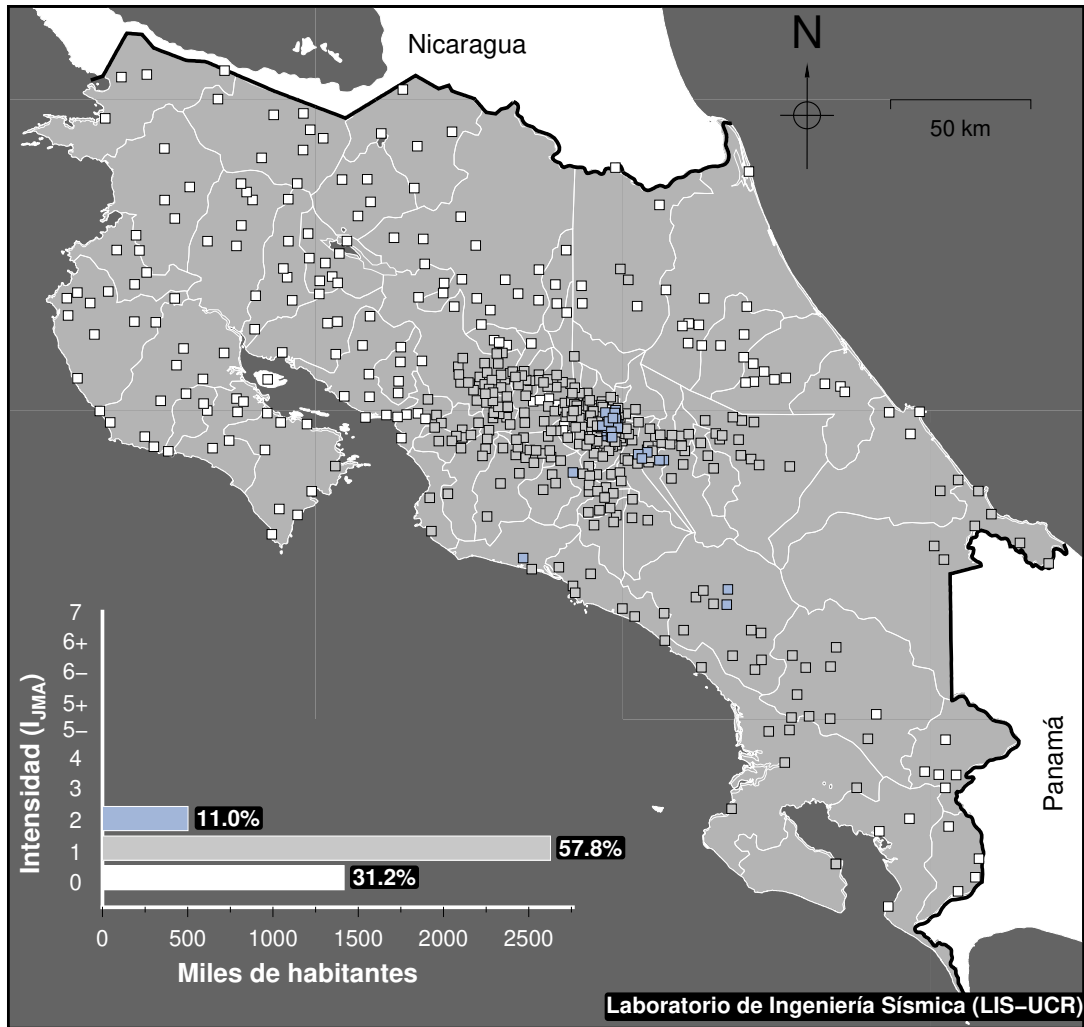 Nicaragua
N
50 km
Panamá
Intensidad (I_JMA)
7
6+
6−
5+
5−
4
3
2
1
0
11.0%
57.8%
31.2%
0
500
1000
1500
2000
2500
Miles de habitantes
Laboratorio de Ingeniería Sísmica (LIS−UCR)